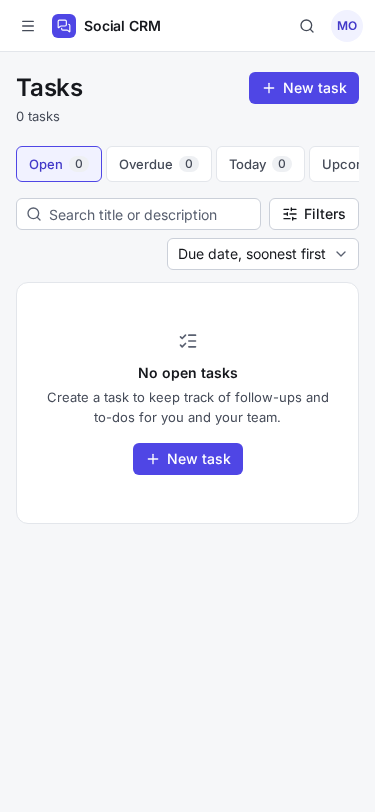 Social CRM
MO
Tasks
New task
0 tasks
Open 0
Overdue 0
Today 0
Upcor
Search title or description
Filters
Due date, soonest first
No open tasks
Create a task to keep track of follow-ups and
to-dos for you and your team.
New task